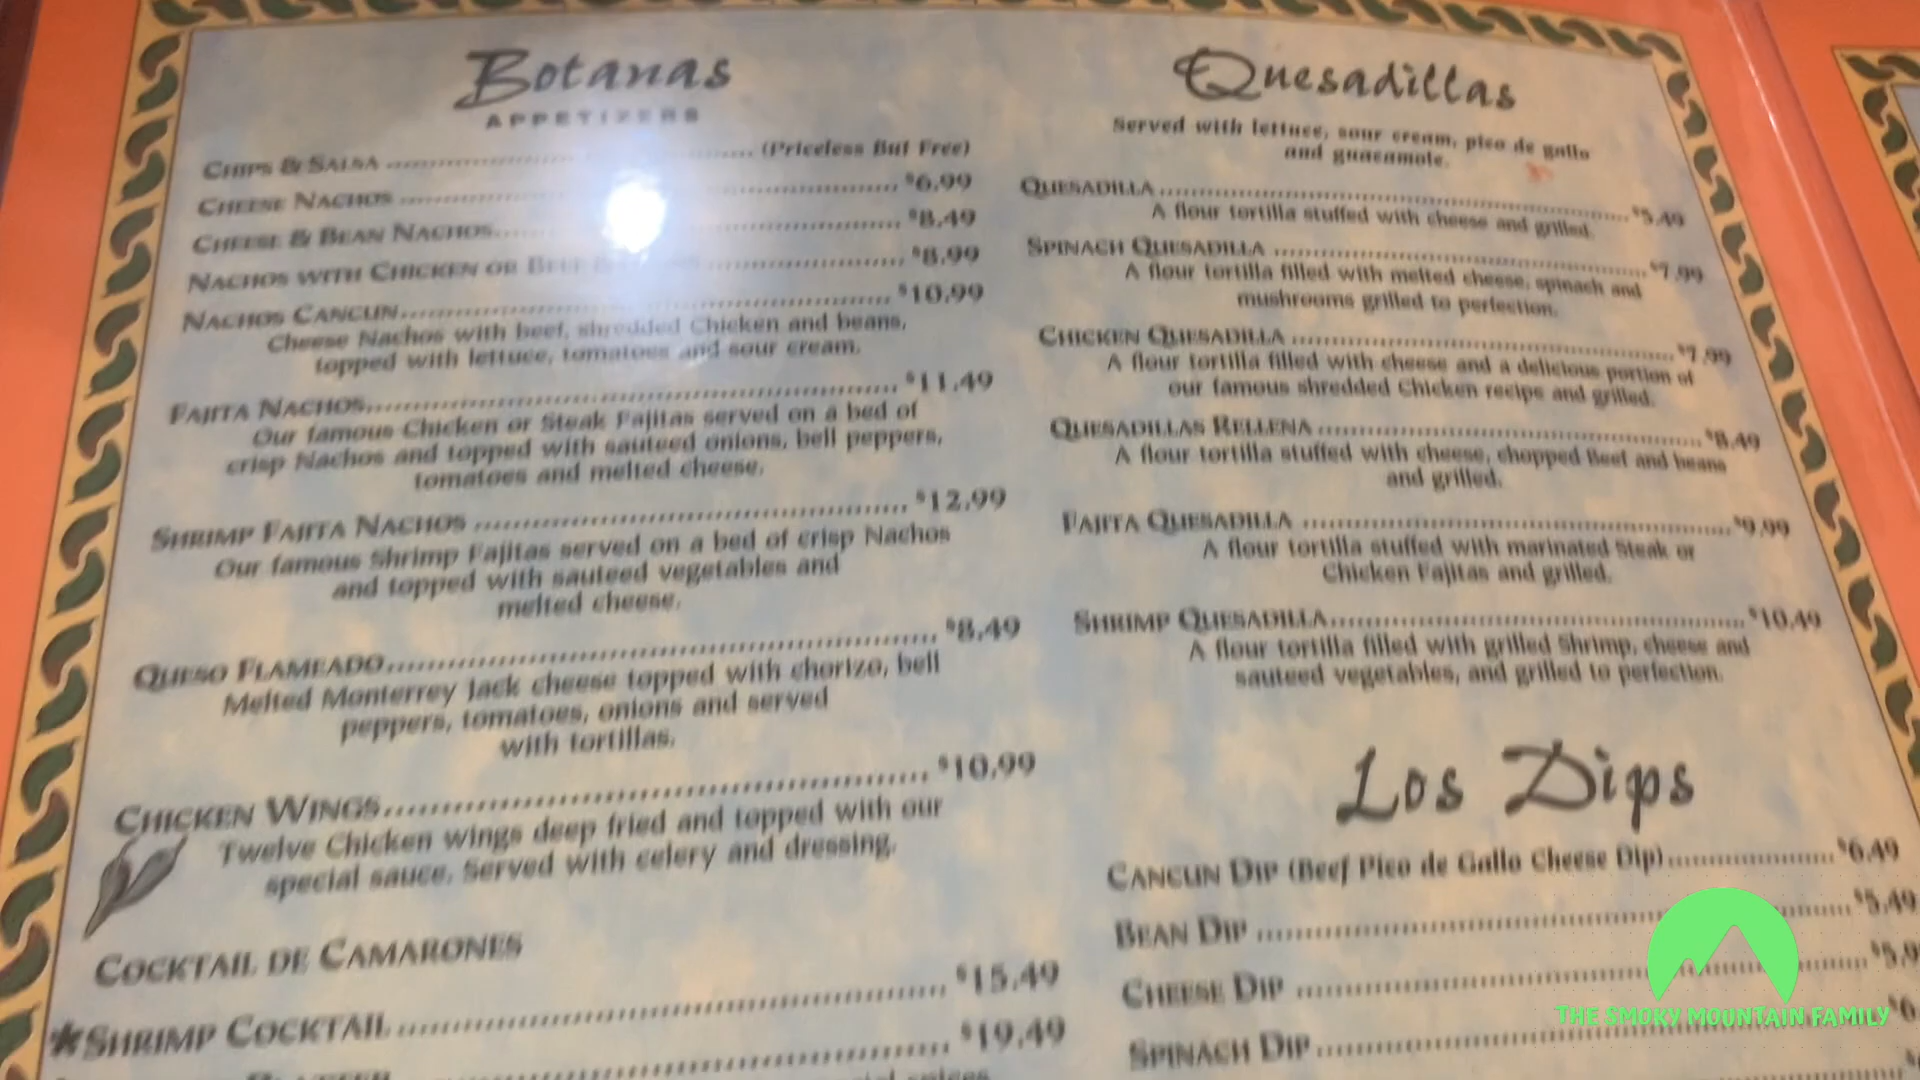 Botanas
APPETIZERS
CHIPS & SALSA (Priceless But Free)
CHEESE NACHOS $6.99
CHEESE & BEAN NACHOS $8.49
NACHOS WITH CHICKEN OR BEEF $8.99
NACHOS CANCUN $10.99
Cheese Nachos with beef, shredded Chicken and beans,
topped with lettuce, tomatoes and sour cream.
FAJITA NACHOS $11.49
Our famous Chicken or Steak Fajitas served on a bed of
crisp Nachos and topped with sauteed onions, bell peppers,
tomatoes and melted cheese.
SHRIMP FAJITA NACHOS $12.99
Our famous Shrimp Fajitas served on a bed of crisp Nachos
and topped with sauteed vegetables and
melted cheese.
QUESO FLAMEADO $8.49
Melted Monterrey Jack cheese topped with chorizo, bell
peppers, tomatoes, onions and served
with tortillas.
CHICKEN WINGS $10.99
Twelve Chicken wings deep fried and topped with our
special sauce. Served with celery and dressing.
COCKTAIL DE CAMARONES
*SHRIMP COCKTAIL $15.49
$19.49
Quesadillas
Served with lettuce, sour cream, pico de gallo
and guacamole.
QUESADILLA $5.49
A flour tortilla stuffed with cheese and grilled.
SPINACH QUESADILLA $7.99
A flour tortilla filled with melted cheese, spinach and
mushrooms grilled to perfection.
CHICKEN QUESADILLA $7.99
A flour tortilla filled with cheese and a delicious portion of
our famous shredded Chicken recipe and grilled.
QUESADILLAS RELLENA $8.49
A flour tortilla stuffed with cheese, chopped Beef and beans
and grilled.
FAJITA QUESADILLA $9.99
A flour tortilla stuffed with marinated Steak or
Chicken Fajitas and grilled.
SHRIMP QUESADILLA $10.49
A flour tortilla filled with grilled Shrimp, cheese and
sauteed vegetables, and grilled to perfection.
Los Dips
CANCUN DIP (Beef Pico de Gallo Cheese Dip) $6.49
BEAN DIP $5.49
CHEESE DIP
SPINACH DIP
THE SMOKY MOUNTAIN FAMILY